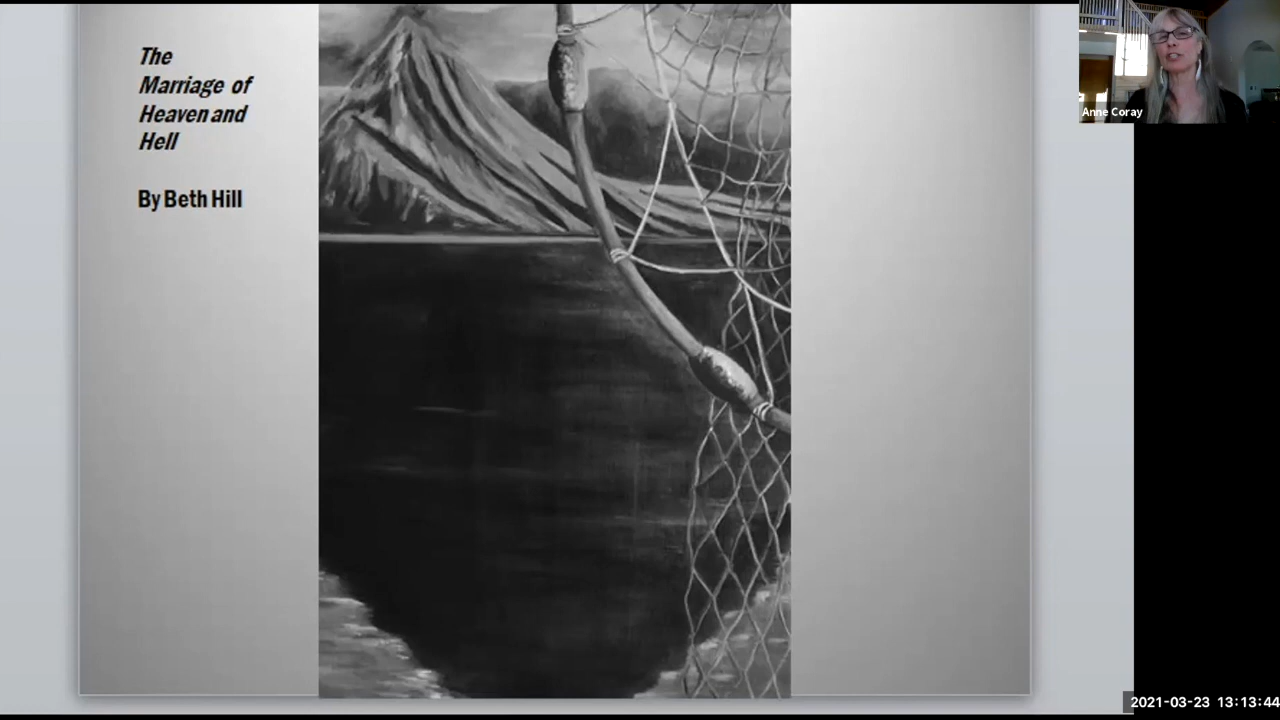 The
Marriage of
Heaven and
Hell
By Beth Hill
Anne Coray
2021-03-23 13:13:44